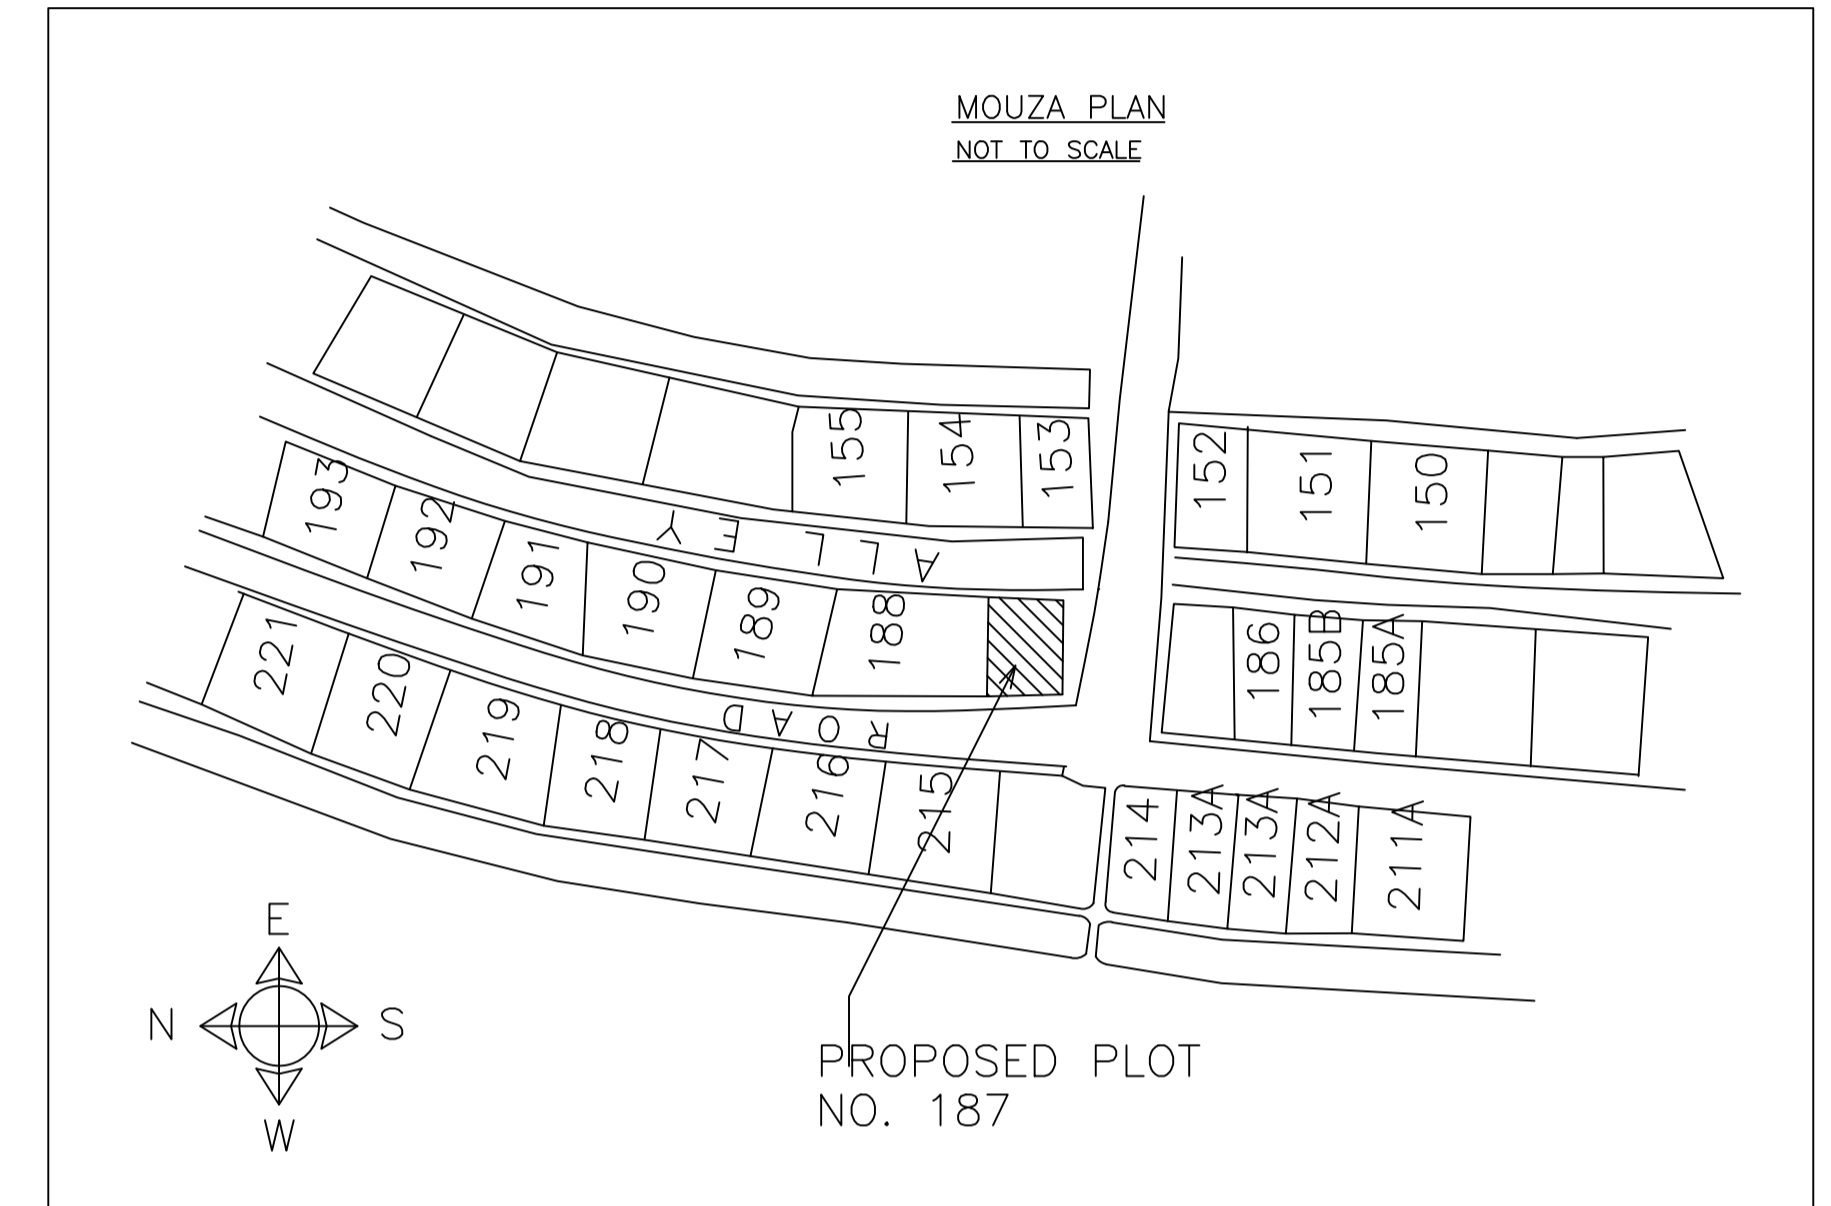 MOUZA PLAN
NOT TO SCALE
155
154
153
152
151
150
ALLEY
193
192
191
190
189
188
186
185B
185A
ROAD
221
220
219
218
217
216
215
214
213A
213A
212A
211A
E
N
S
W
PROPOSED PLOT
NO. 187